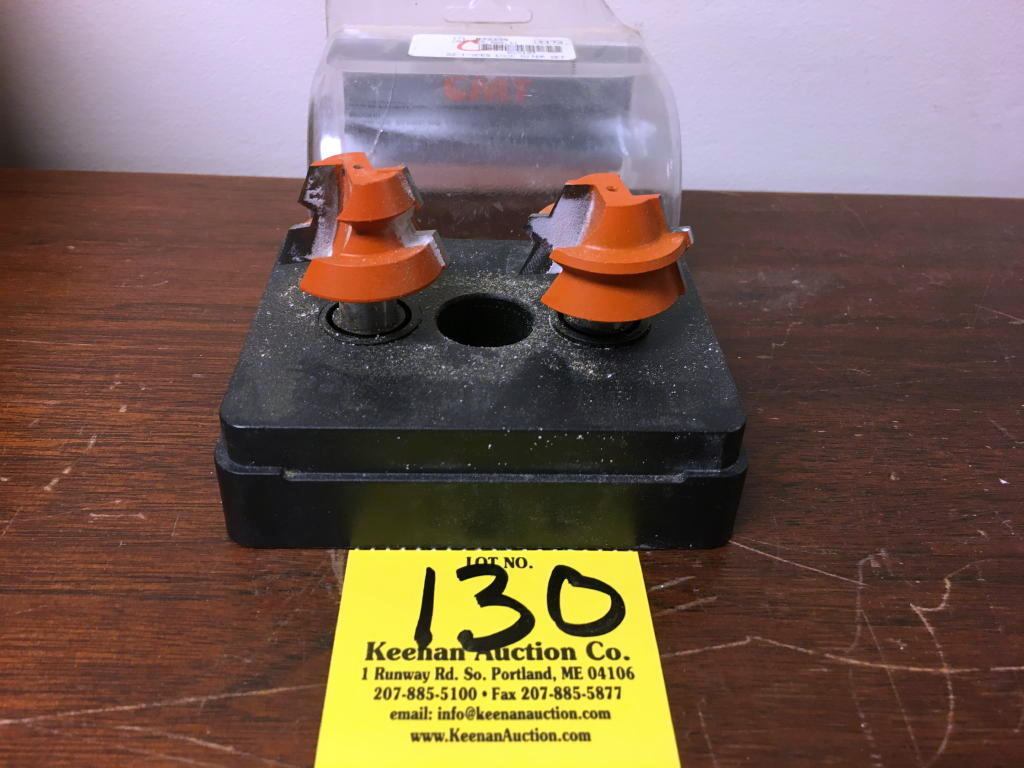 CMT
LOT NO.
130
Keenan Auction Co.
1 Runway Rd. So. Portland, ME 04106
207-885-5100 • Fax 207-885-5877
email: info@keenanauction.com
www.KeenanAuction.com